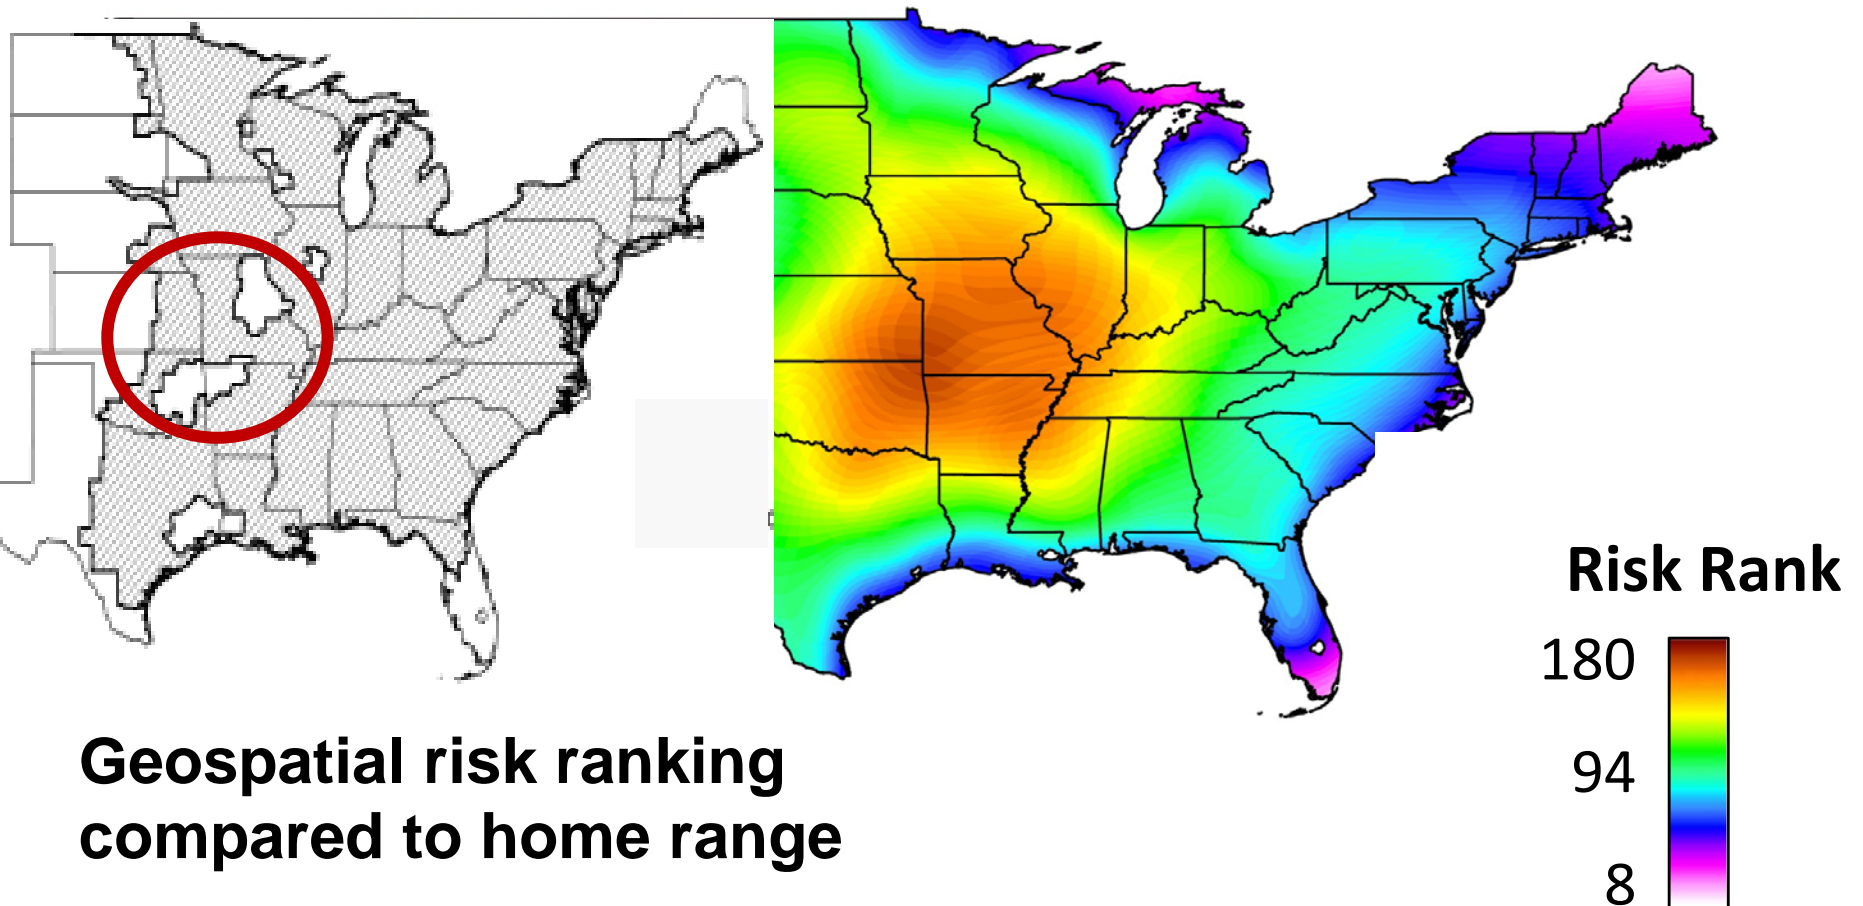 Risk Rank
180
94
8
Geospatial risk ranking
compared to home range